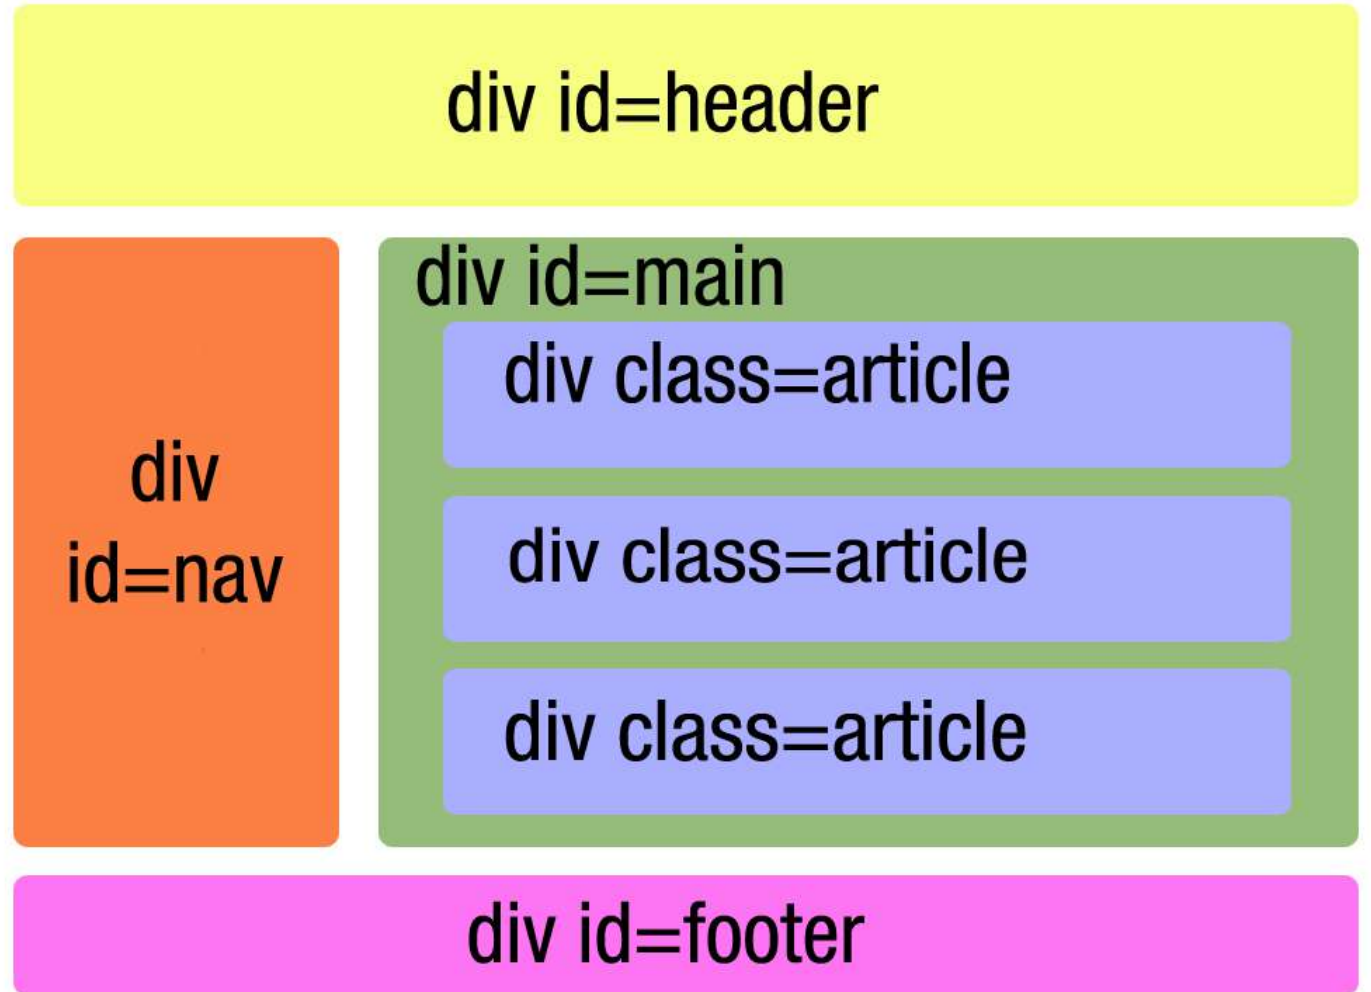 div id=header
div
id=nav
div id=main
div class=article
div class=article
div class=article
div id=footer